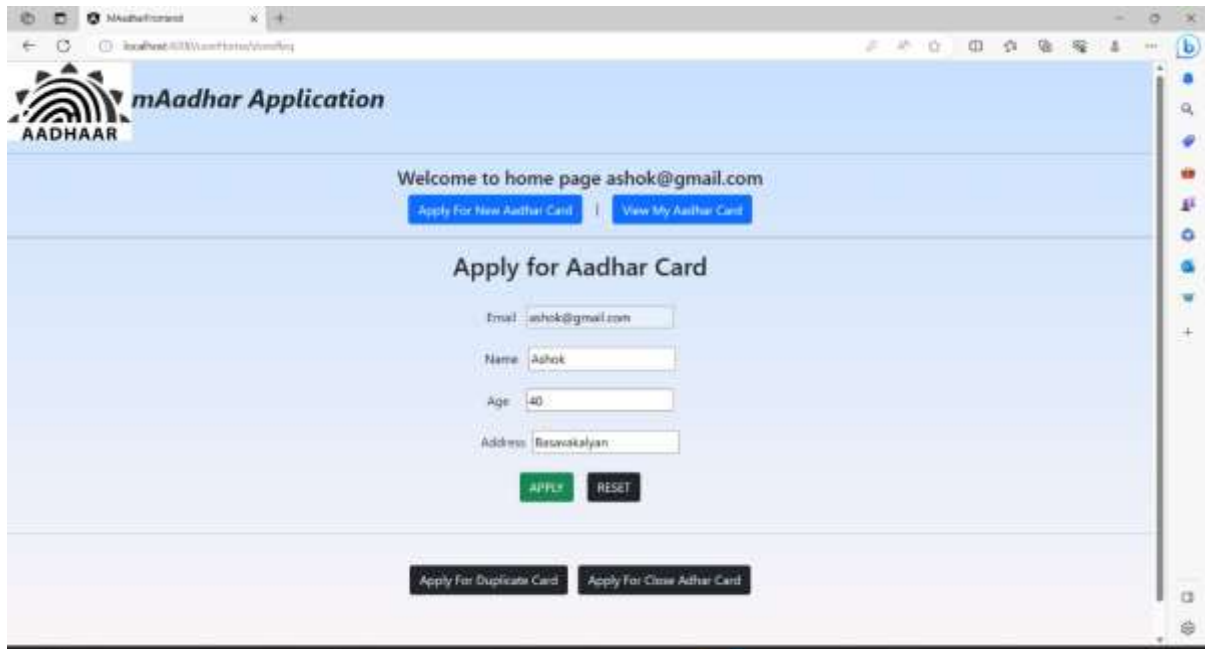 localhost
mAadhar Application
AADHAAR
Welcome to home page ashok@gmail.com
Apply For New Aadhar Card | View My Aadhar Card
Apply for Aadhar Card
Email ashok@gmail.com
Name Ashok
Age 40
Address Basavakalyan
APPLY RESET
Apply For Duplicate Card Apply For Close Adhar Card